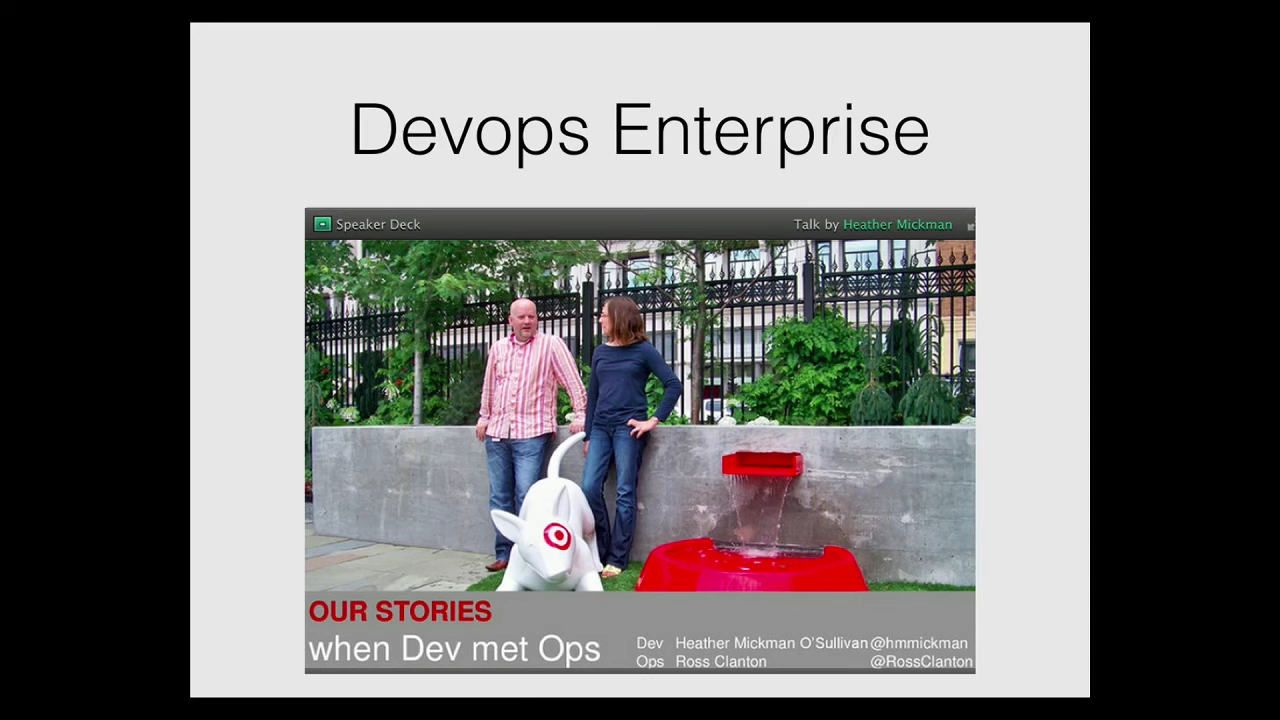 Devops Enterprise
Speaker Deck
Talk by Heather Mickman
OUR STORIES
when Dev met Ops
Dev Heather Mickman O'Sullivan @hmmickman
Ops Ross Clanton @RossClanton